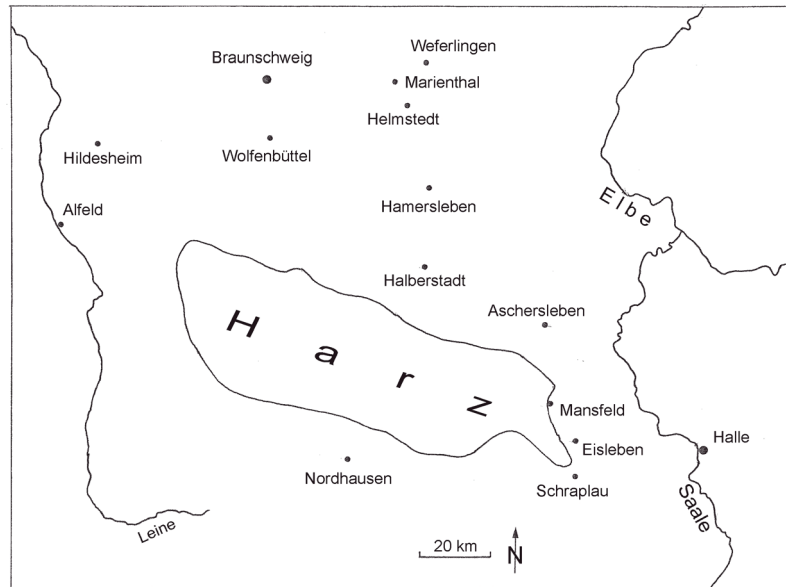 Weferlingen
Braunschweig
Marienthal
Helmstedt
Hildesheim
Wolfenbüttel
Elbe
Hamersleben
Alfeld
Halberstadt
Aschersleben
Harz
Mansfeld
Halle
Eisleben
Nordhausen
Schraplau
Saale
Leine
20 km
N